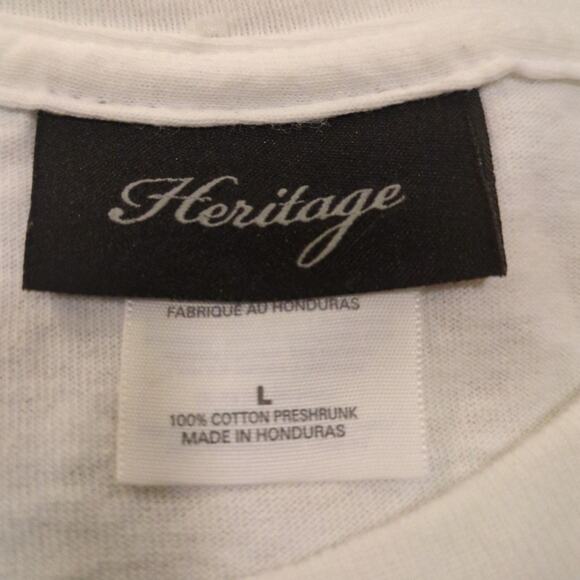 Heritage
FABRIQUE AU HONDURAS
L
100% COTTON PRESHRUNK
MADE IN HONDURAS